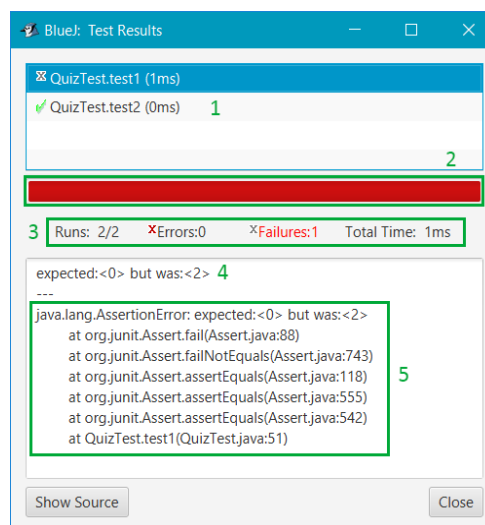 BlueJ: Test Results
QuizTest.test1 (1ms)
QuizTest.test2 (0ms) 1
2
3 Runs: 2/2 xErrors:0 xFailures:1 Total Time: 1ms
expected:<0> but was:<2> 4
---
java.lang.AssertionError: expected:<0> but was:<2>
at org.junit.Assert.fail(Assert.java:88)
at org.junit.Assert.failNotEquals(Assert.java:743)
at org.junit.Assert.assertEquals(Assert.java:118) 5
at org.junit.Assert.assertEquals(Assert.java:555)
at org.junit.Assert.assertEquals(Assert.java:542)
at QuizTest.test1(QuizTest.java:51)
Show Source Close